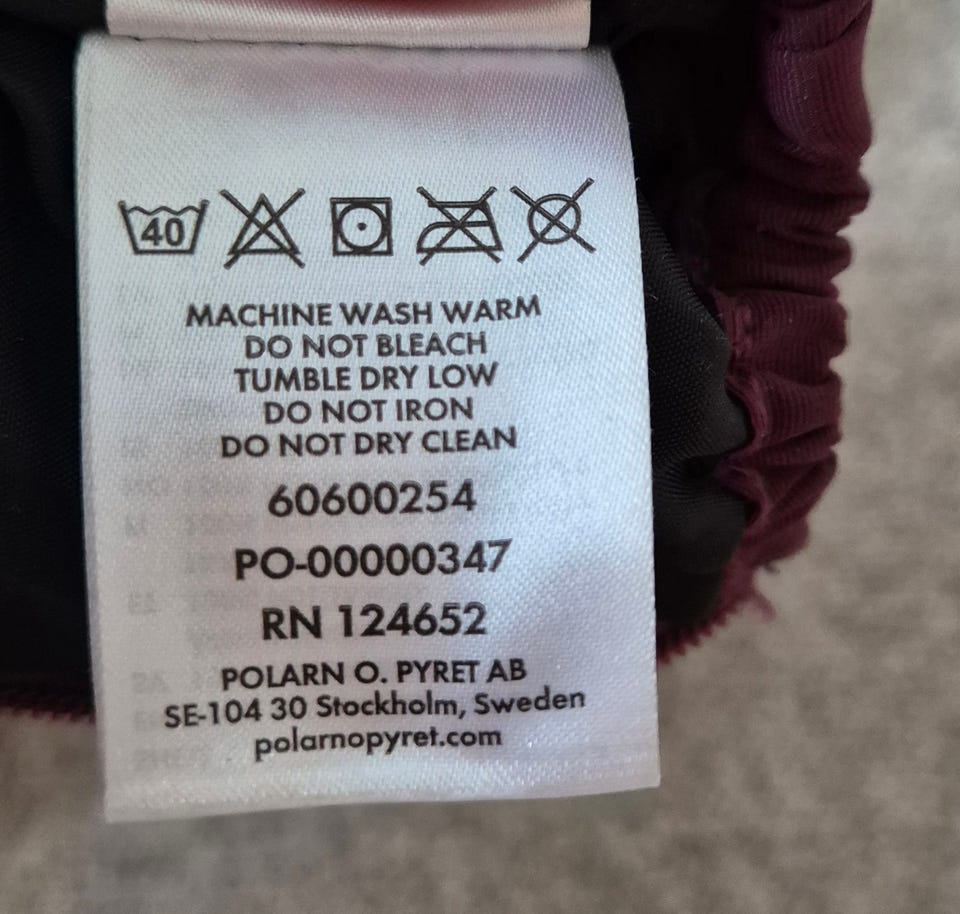 40
MACHINE WASH WARM
DO NOT BLEACH
TUMBLE DRY LOW
DO NOT IRON
DO NOT DRY CLEAN
60600254
PO-00000347
RN 124652
POLARN O. PYRET AB
SE-104 30 Stockholm, Sweden
polarnopyret.com